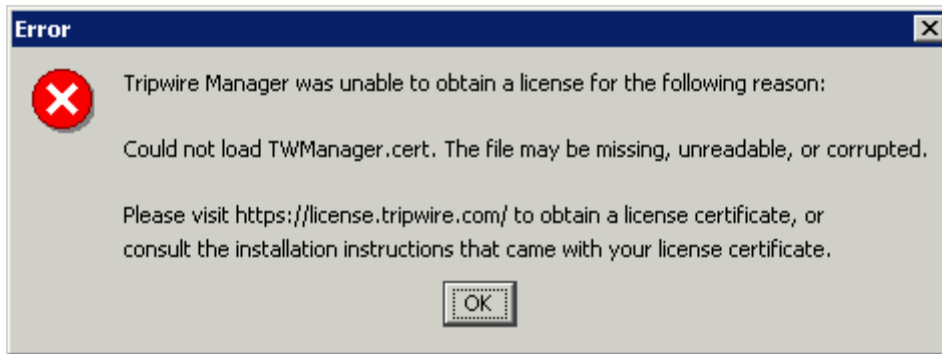 Error
Tripwire Manager was unable to obtain a license for the following reason:
Could not load TWManager.cert. The file may be missing, unreadable, or corrupted.
Please visit https://license.tripwire.com/ to obtain a license certificate, or
consult the installation instructions that came with your license certificate.
OK